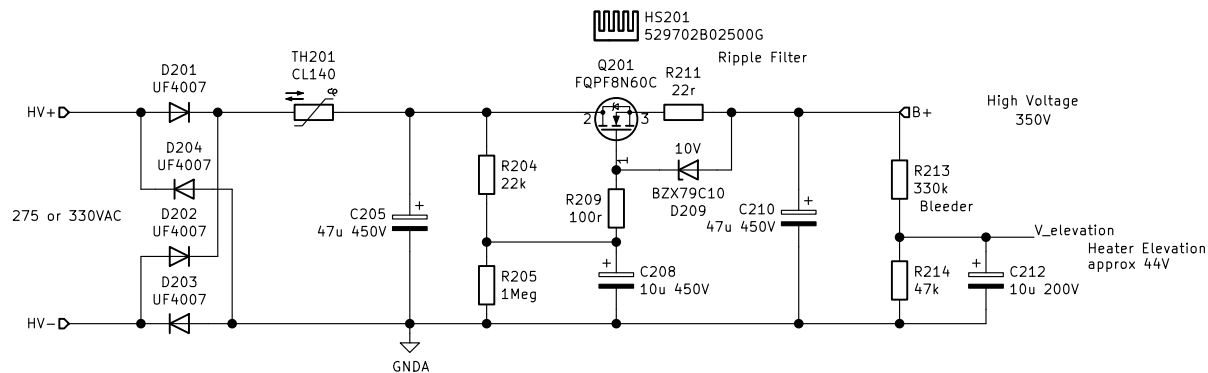 HS201
529702B02500G
Ripple Filter
TH201
CL140
Q201
FQPF8N60C
R211
22r
D201
UF4007
HV+
2
3
1
B+
High Voltage
350V
D204
UF4007
R204
22k
10V
BZX79C10
D209
R213
330k
Bleeder
R209
100r
275 or 330VAC
C205
47u 450V
C210
47u 450V
D202
UF4007
V_elevation
Heater Elevation
approx 44V
R205
1Meg
C208
10u 450V
R214
47k
C212
10u 200V
D203
UF4007
HV-
GNDA